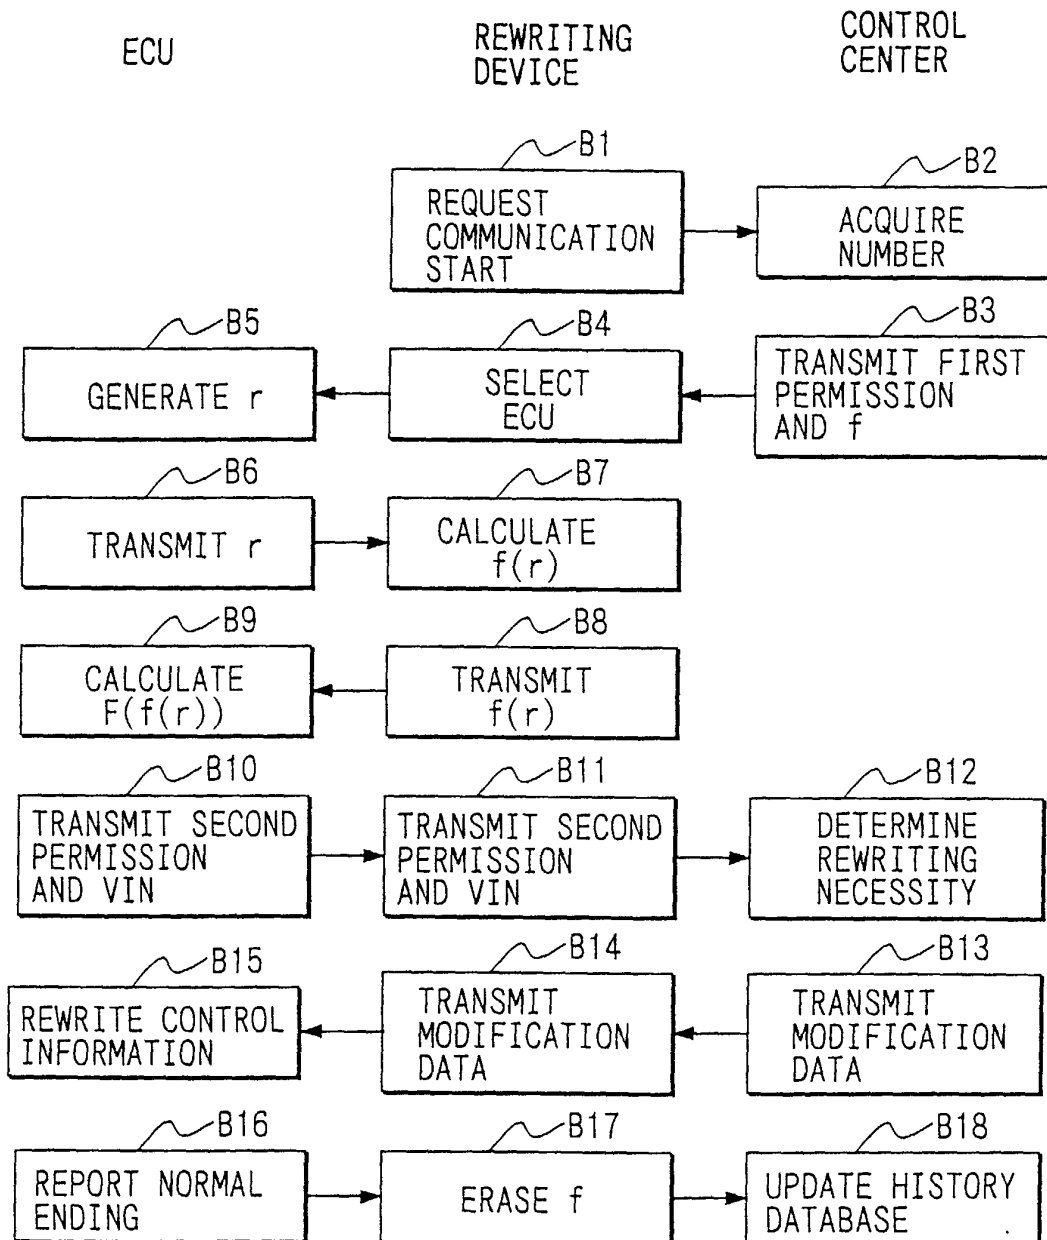 ECU
REWRITING
DEVICE
CONTROL
CENTER
B1
REQUEST
COMMUNICATION
START
B2
ACQUIRE
NUMBER
B5
GENERATE r
B4
SELECT
ECU
B3
TRANSMIT FIRST
PERMISSION
AND f
B6
TRANSMIT r
B7
CALCULATE
f(r)
B9
CALCULATE
F(f(r))
B8
TRANSMIT
f(r)
B10
TRANSMIT SECOND
PERMISSION
AND VIN
B11
TRANSMIT SECOND
PERMISSION
AND VIN
B12
DETERMINE
REWRITING
NECESSITY
B15
REWRITE CONTROL
INFORMATION
B14
TRANSMIT
MODIFICATION
DATA
B13
TRANSMIT
MODIFICATION
DATA
B16
REPORT NORMAL
ENDING
B17
ERASE f
B18
UPDATE HISTORY
DATABASE